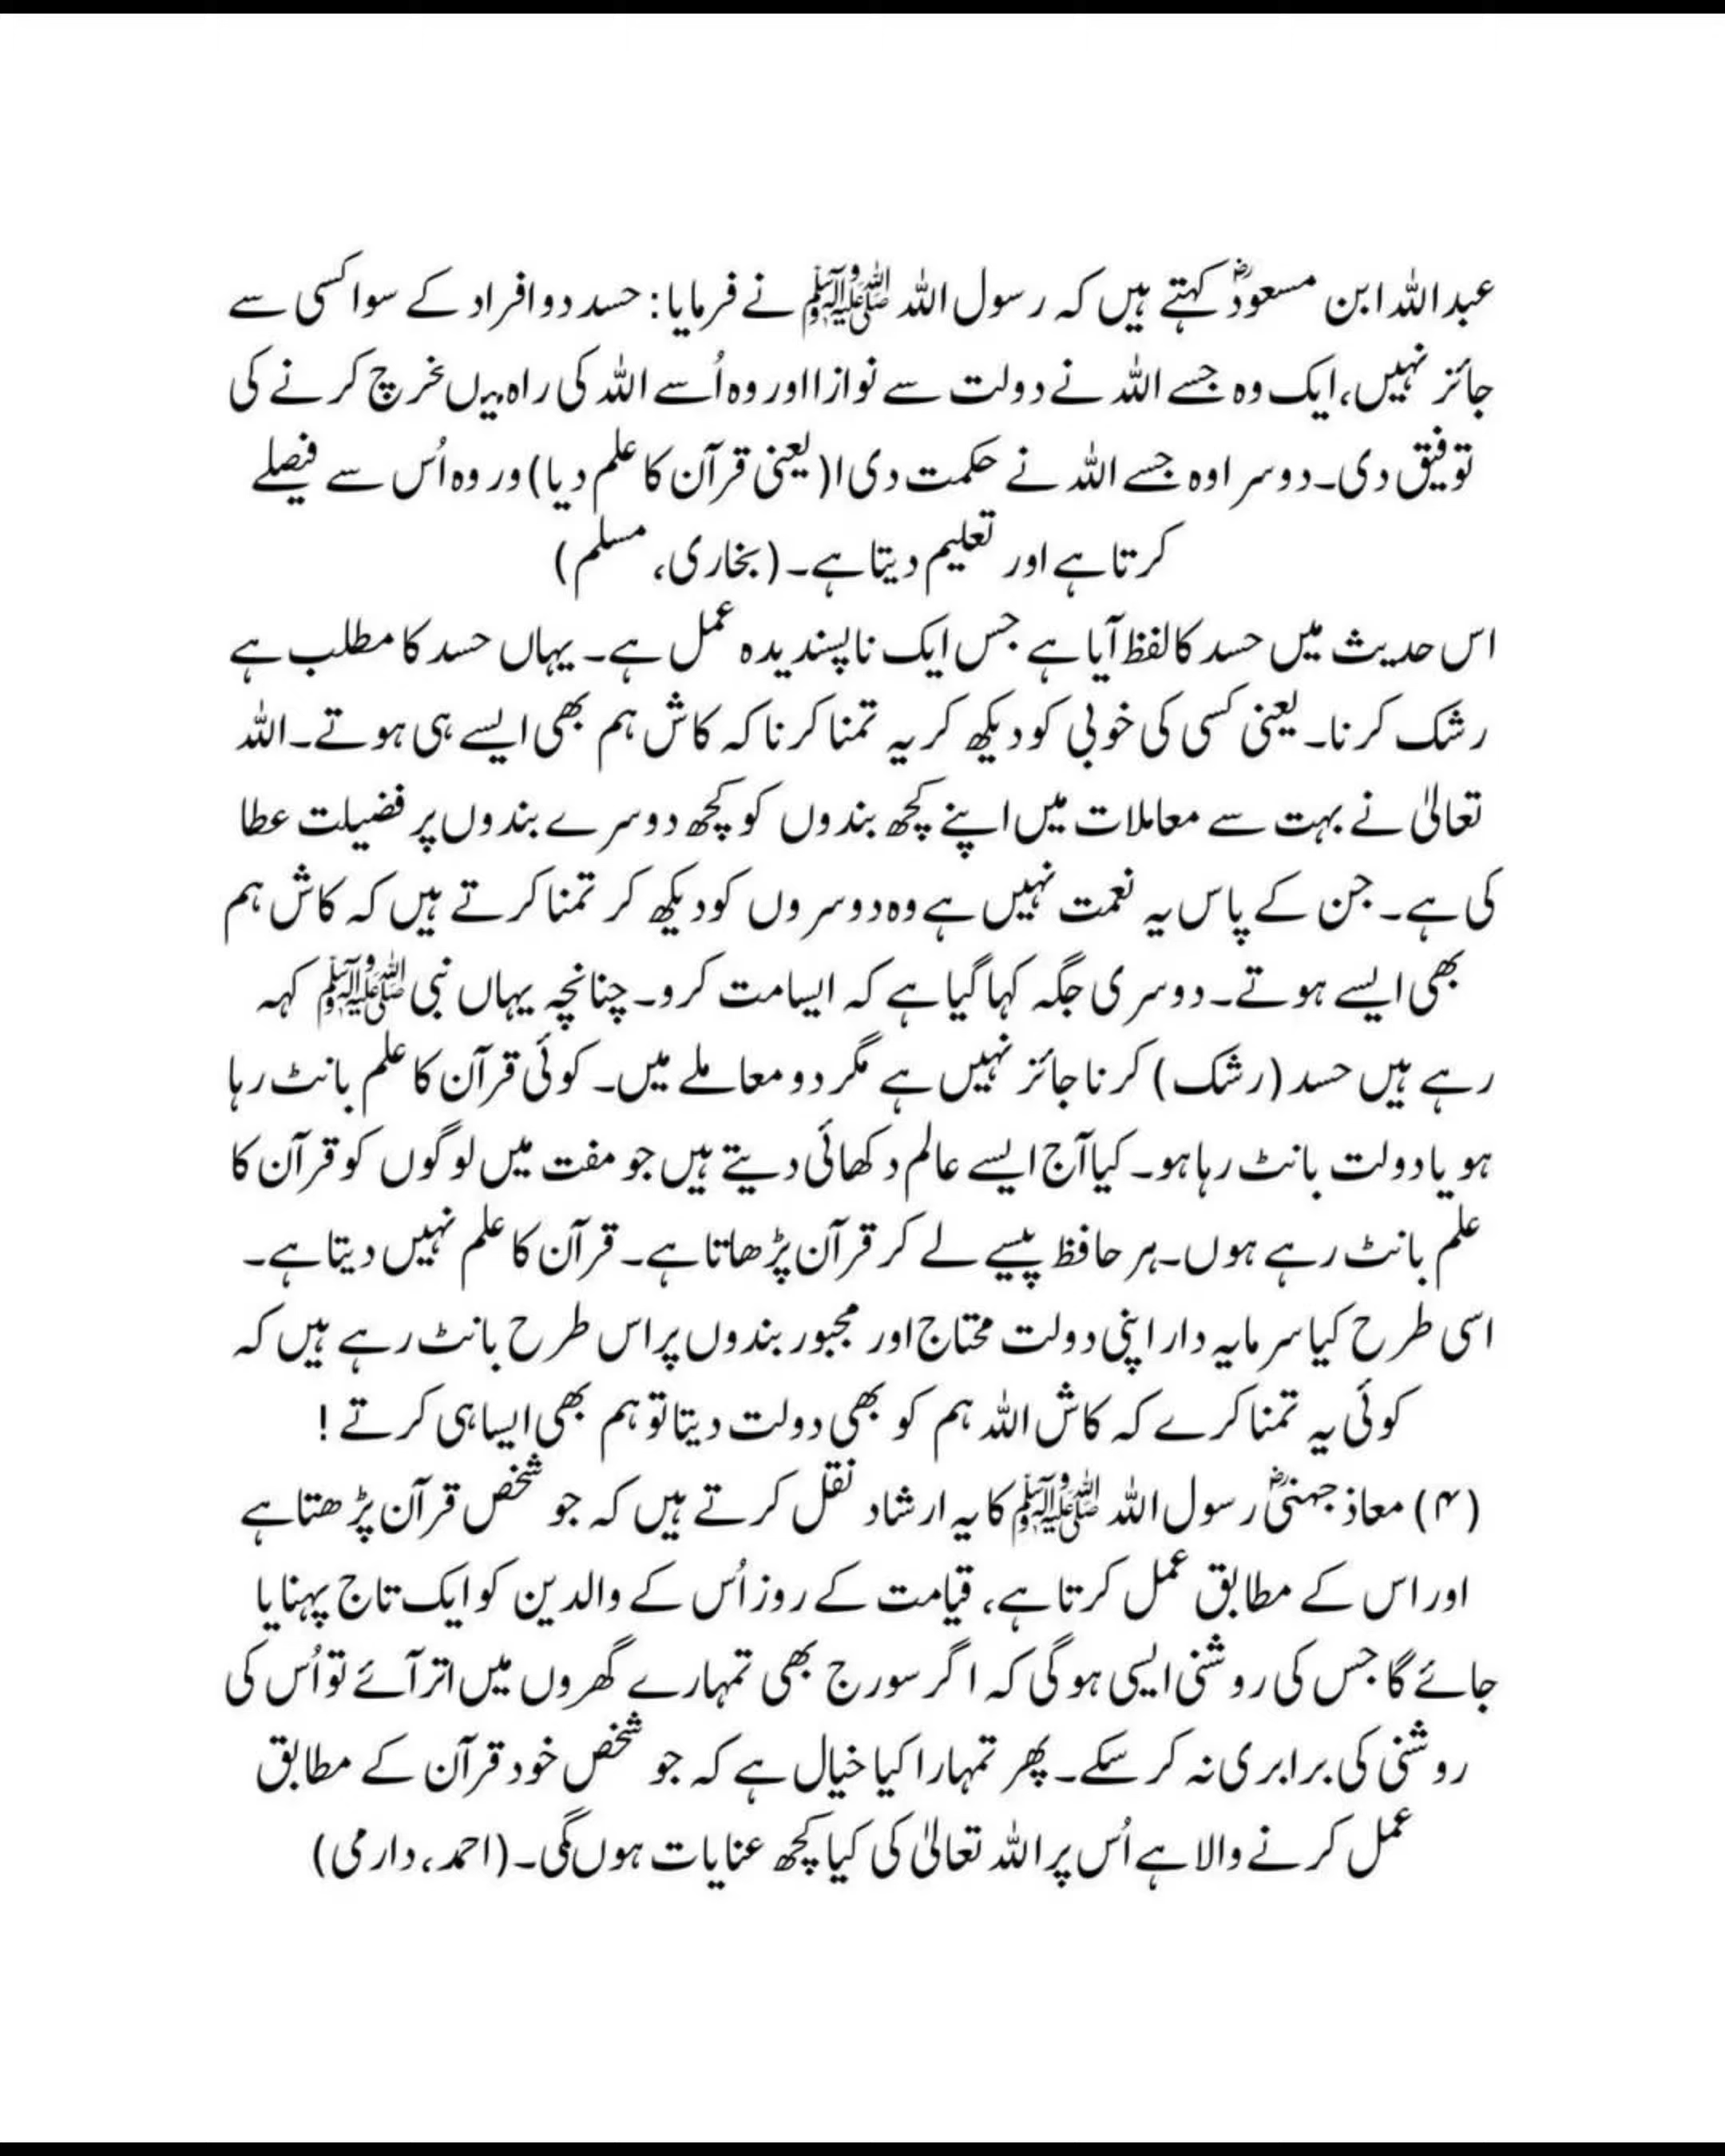 عبداللہ ابن مسعودؓ کہتے ہیں کہ رسول اللہ ﷺ نے فرمایا: حسد دو افراد کے سوا کسی سے
جائز نہیں، ایک وہ جسے اللہ نے دولت سے نوازا اور وہ اُسے اللہ کی راہ میں خرچ کرنے کی
توفیق دی۔ دوسرا وہ جسے اللہ نے حکمت دی ا(یعنی قرآن کا علم دیا)ور وہ اُس سے فیصلے
کرتا ہے اور تعلیم دیتا ہے۔ (بخاری، مسلم)
اس حدیث میں حسد کا لفظ آیا ہے جس ایک ناپسندیدہ عمل ہے۔ یہاں حسد کا مطلب ہے
رشک کرنا۔ یعنی کسی کی خوبی کو دیکھ کر یہ تمنا کرنا کہ کاش ہم بھی ایسے ہی ہوتے۔ اللہ
تعالیٰ نے بہت سے معاملات میں اپنے کچھ بندوں کو کچھ دوسرے بندوں پر فضیلت عطا
کی ہے۔ جن کے پاس یہ نعمت نہیں ہے وہ دوسروں کو دیکھ کر تمنا کرتے ہیں کہ کاش ہم
بھی ایسے ہوتے۔ دوسری جگہ کہا گیا ہے کہ ایسا مت کرو۔ چنانچہ یہاں نبی ﷺ کہہ
رہے ہیں حسد (رشک) کرنا جائز نہیں ہے مگر دو معاملے میں۔ کوئی قرآن کا علم بانٹ رہا
ہو یا دولت بانٹ رہا ہو۔ کیا آج ایسے عالم دکھائی دیتے ہیں جو مفت میں لوگوں کو قرآن کا
علم بانٹ رہے ہوں۔ ہر حافظ پیسے لے کر قرآن پڑھاتا ہے۔ قرآن کا علم نہیں دیتا ہے۔
اسی طرح کیا سرمایہ دار اپنی دولت محتاج اور مجبور بندوں پر اس طرح بانٹ رہے ہیں کہ
کوئی یہ تمنا کرے کہ کاش اللہ ہم کو بھی دولت دیتا تو ہم بھی ایسا ہی کرتے !
(۴) معاذ جہنیؓ رسول اللہ ﷺ کا یہ ارشاد نقل کرتے ہیں کہ جو شخص قرآن پڑھتا ہے
اور اس کے مطابق عمل کرتا ہے، قیامت کے روز اُس کے والدین کو ایک تاج پہنایا
جائے گا جس کی روشنی ایسی ہوگی کہ اگر سورج بھی تمہارے گھروں میں اتر آئے تو اُس کی
روشنی کی برابری نہ کر سکے۔ پھر تمہارا کیا خیال ہے کہ جو شخص خود قرآن کے مطابق
عمل کرنے والا ہے اُس پر اللہ تعالیٰ کی کیا کچھ عنایات ہوں گی۔ (احمد، دارمی)